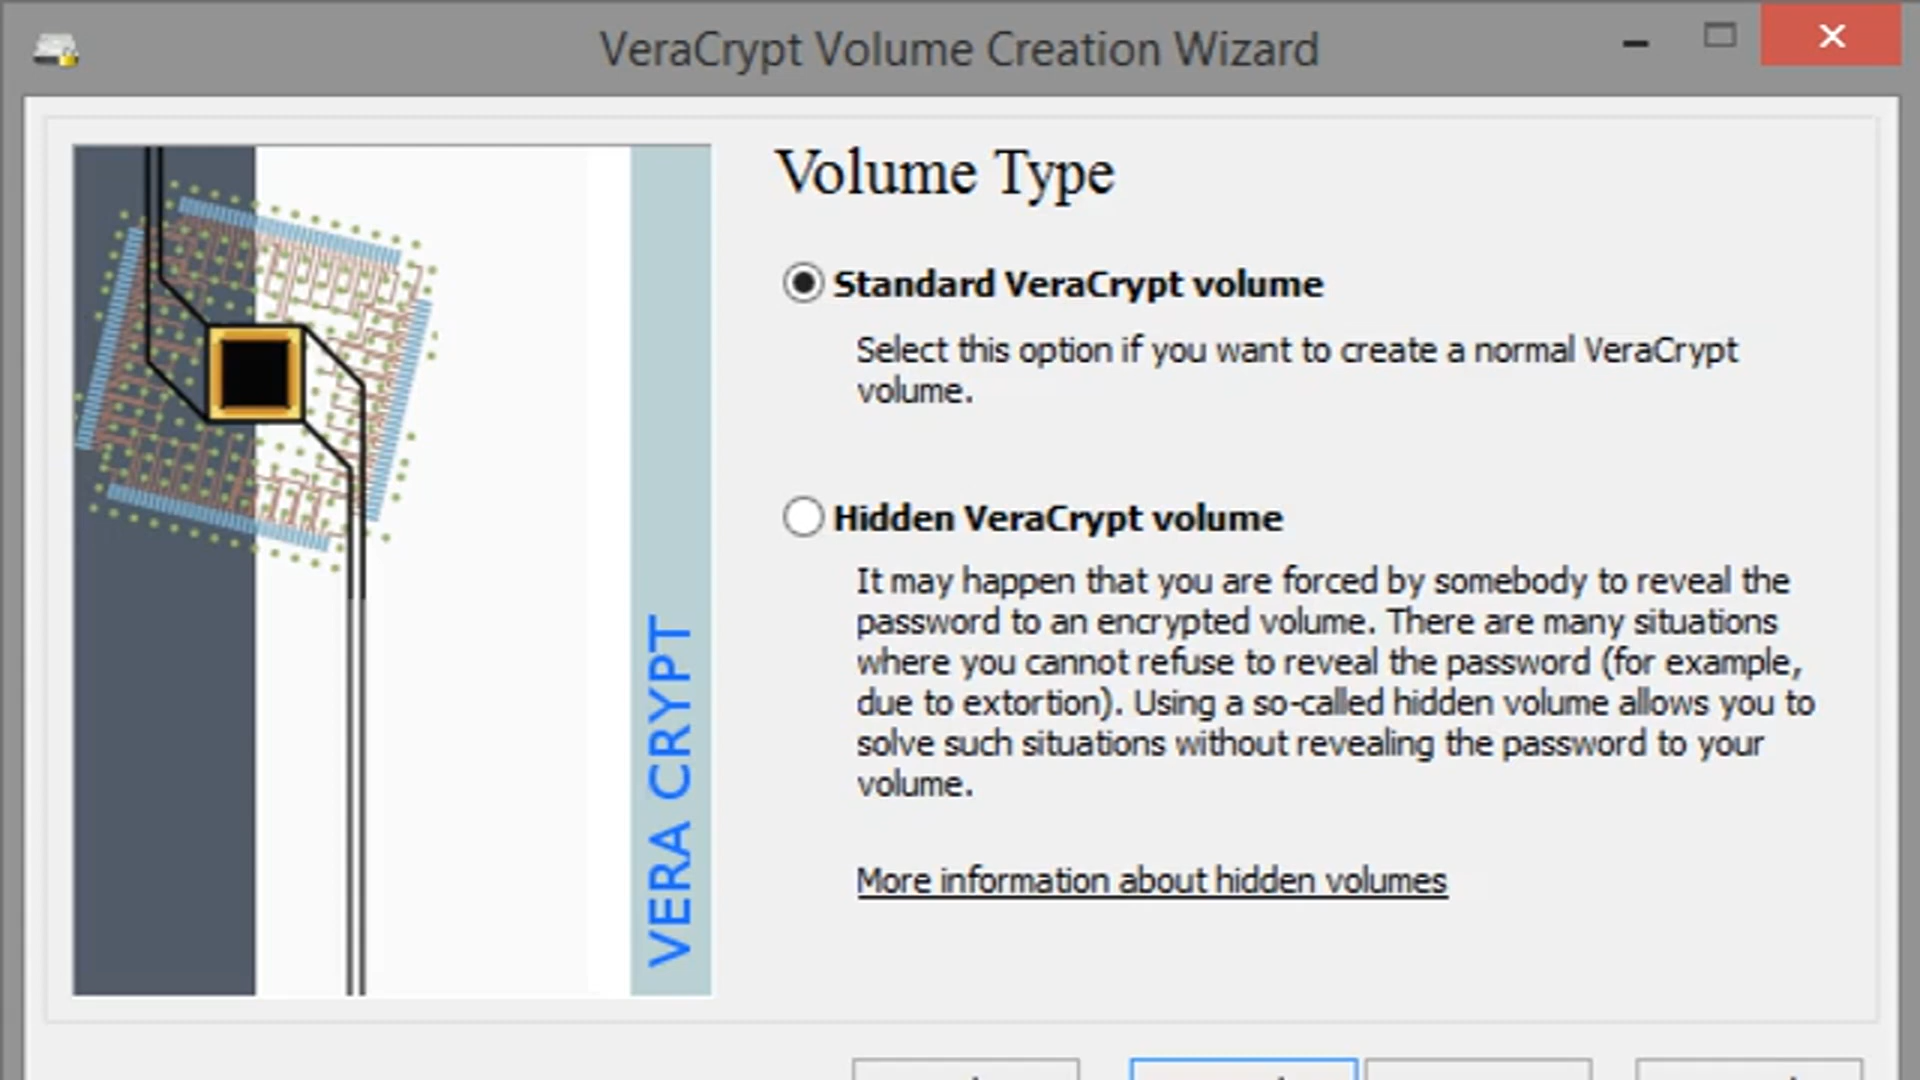 VeraCrypt Volume Creation Wizard
Volume Type
Standard VeraCrypt volume
Select this option if you want to create a normal VeraCrypt
volume.
Hidden VeraCrypt volume
It may happen that you are forced by somebody to reveal the
password to an encrypted volume. There are many situations
where you cannot refuse to reveal the password (for example,
due to extortion). Using a so-called hidden volume allows you to
solve such situations without revealing the password to your
volume.
More information about hidden volumes
VERA CRYPT